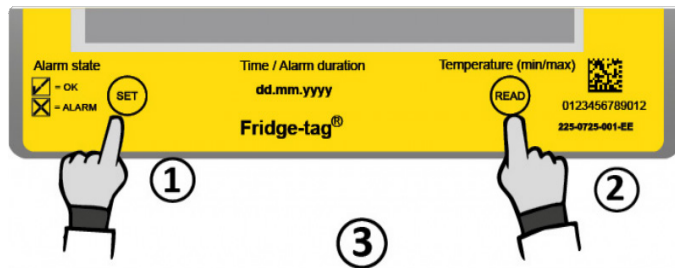 Alarm state
= OK
= ALARM
SET
Time / Alarm duration
dd.mm.yyyy
Fridge-tag®
Temperature (min/max)
READ
0123456789012
225-0725-001-EE
1
2
3